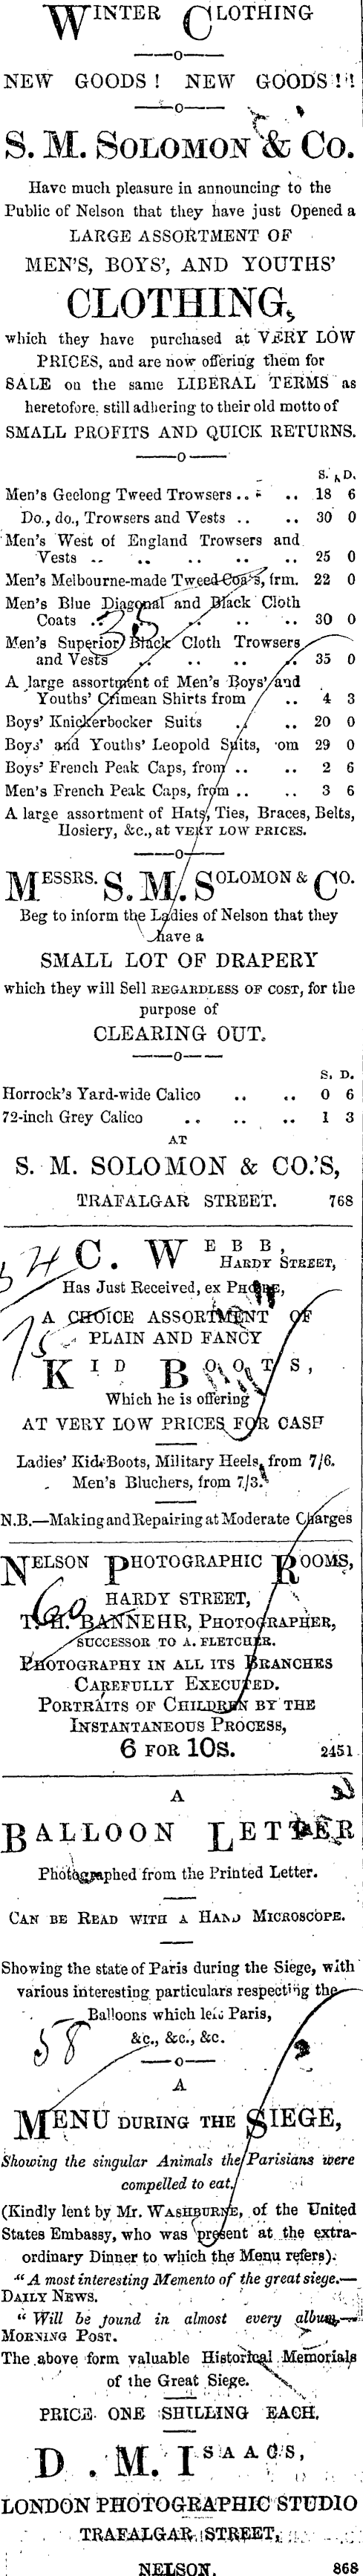 WINTER CLOTHING
—o—
NEW GOODS! NEW GOODS!!
—o—
S. M. SOLOMON & Co.
Have much pleasure in announcing to the
Public of Nelson that they have just Opened a
LARGE ASSORTMENT OF
MEN'S, BOYS', AND YOUTHS'
CLOTHING,
which they have purchased at VERY LOW
PRICES, and are now offering them for
SALE on the same LIBERAL TERMS as
heretofore, still adhering to their old motto of
SMALL PROFITS AND QUICK RETURNS.
—o—
S. D.
Men's Geelong Tweed Trowsers .. .. 18 6
Do., do., Trowsers and Vests .. .. 30 0
Men's West of England Trowsers and
Vests .. .. .. .. .. 25 0
Men's Melbourne-made Tweed Coats, frm. 22 0
Men's Blue Diagonal and Black Cloth
Coats .. .. .. .. .. 30 0
Men's Superior Black Cloth Trowsers
and Vests .. .. .. .. 35 0
A large assortment of Men's Boys' and
Youths' Crimean Shirts from .. 4 3
Boys' Knickerbocker Suits .. .. 20 0
Boys' and Youths' Leopold Suits, om 29 0
Boys' French Peak Caps, from .. .. 2 6
Men's French Peak Caps, from .. .. 3 6
A large assortment of Hats, Ties, Braces, Belts,
Hosiery, &c., at VERY LOW PRICES.
—o—
MESSRS. S. M. SOLOMON & CO.
Beg to inform the Ladies of Nelson that they
have a
SMALL LOT OF DRAPERY
which they will Sell REGARDLESS OF COST, for the
purpose of
CLEARING OUT.
—o—
S. D.
Horrock's Yard-wide Calico .. .. 0 6
72-inch Grey Calico .. .. .. 1 3
AT
S. M. SOLOMON & CO.'S,
TRAFALGAR STREET. 768
C. WEBB,
HARDY STREET,
Has Just Received, ex PHOEBE,
A CHOICE ASSORTMENT OF
PLAIN AND FANCY
KID BOOTS,
Which he is offering
AT VERY LOW PRICES FOR CASH
Ladies' Kid Boots, Military Heels, from 7/6.
Men's Bluchers, from 7/3.
N.B.—Making and Repairing at Moderate Charges
NELSON PHOTOGRAPHIC ROOMS,
60
HARDY STREET,
T. H. BANNEHR, PHOTOGRAPHER,
SUCCESSOR TO A. FLETCHER.
PHOTOGRAPHY IN ALL ITS BRANCHES
CAREFULLY EXECUTED.
PORTRAITS OF CHILDREN BY THE
INSTANTANEOUS PROCESS,
6 FOR 10S. 2451
A
BALLOON LETTER
Photographed from the Printed Letter.
CAN BE READ WITH A HAND MICROSCOPE.
Showing the state of Paris during the Siege, with
various interesting particulars respecting the
Balloons which left Paris,
&c., &c., &c.
58
—o—
A
MENU DURING THE SIEGE,
Showing the singular Animals the Parisians were
compelled to eat.
(Kindly lent by Mr. WASHBURNE, of the United
States Embassy, who was present at the extra-
ordinary Dinner to which the Menu refers).
"A most interesting Memento of the great siege.—
DAILY NEWS.
"Will be found in almost every album.—
MORNING POST.
The above form valuable Historical Memorials
of the Great Siege.
PRICE ONE SHILLING EACH.
D. M. ISAACS,
LONDON PHOTOGRAPHIC STUDIO
TRAFALGAR STREET,
NELSON. 868